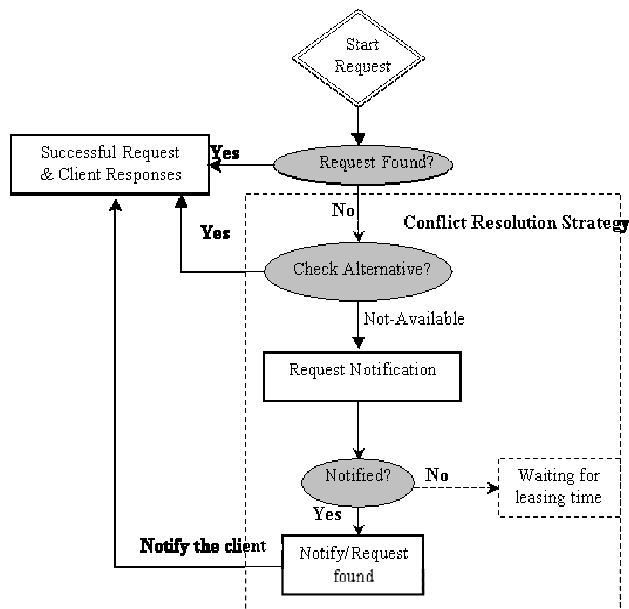 Start
Request
Successful Request
& Client Responses
Yes
Request Found?
No
Conflict Resolution Strategy
Yes
Check Alternative?
Not-Available
Request Notification
Notified?
No
Waiting for
leasing time
Yes
Notify the client
Notify/Request
found